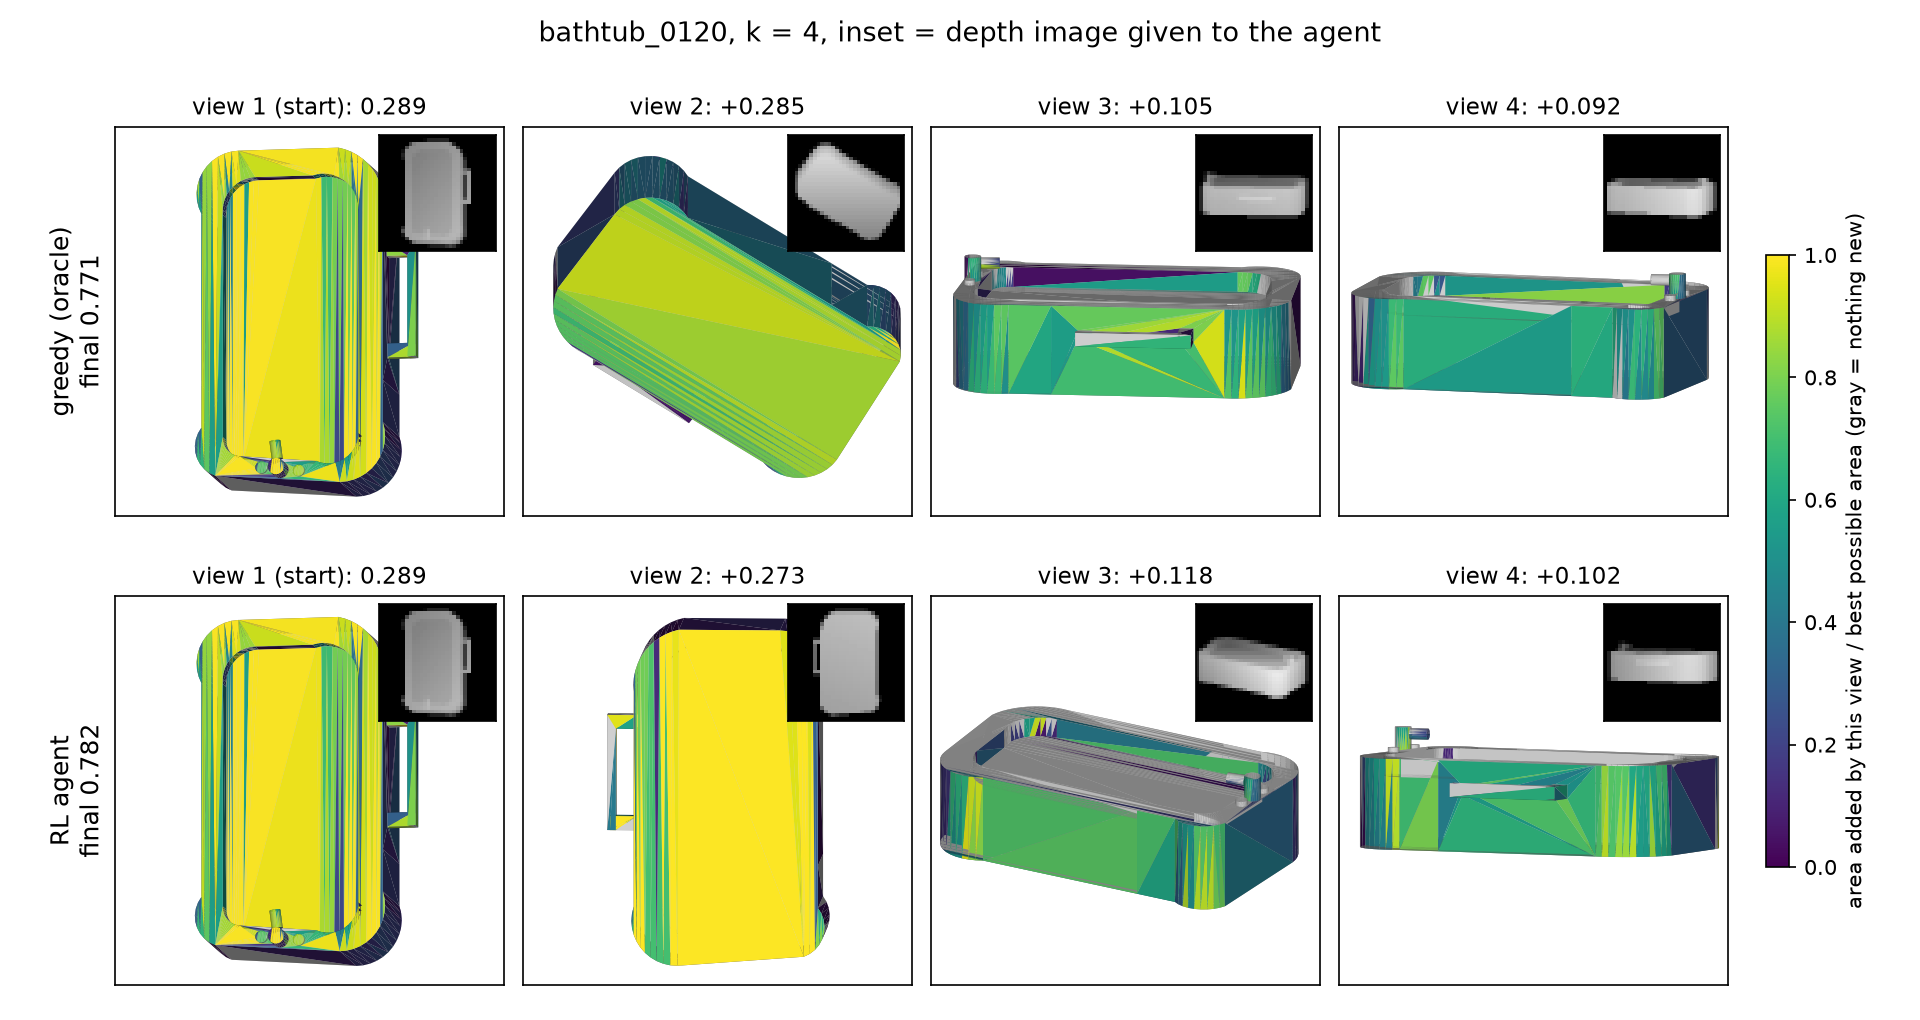 bathtub_0120, k = 4, inset = depth image given to the agent
view 1 (start): 0.289
view 2: +0.285
view 3: +0.105
view 4: +0.092
greedy (oracle)
final 0.771
view 1 (start): 0.289
view 2: +0.273
view 3: +0.118
view 4: +0.102
RL agent
final 0.782
1.0
0.8
0.6
0.4
0.2
0.0
area added by this view / best possible area (gray = nothing new)